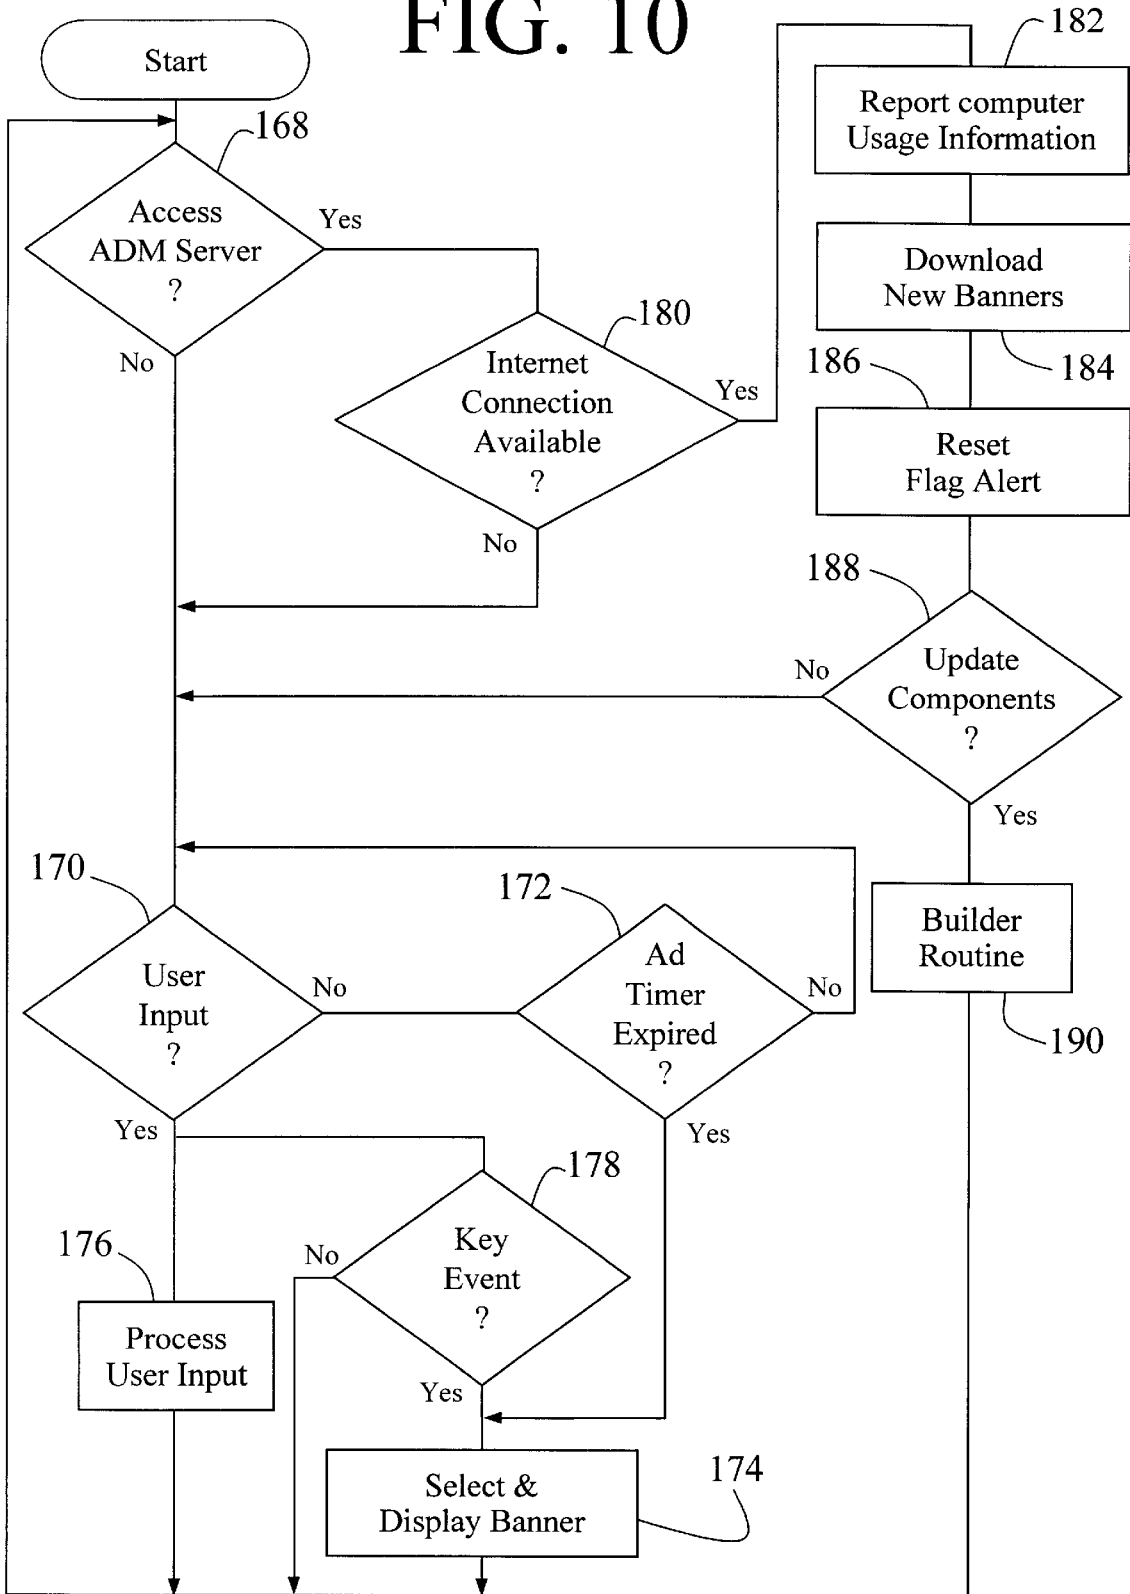 FIG. 10
Start
168
Access
ADM Server
?
Yes
No
180
Internet
Connection
Available
?
Yes
No
182
Report computer
Usage Information
Download
New Banners
184
186
Reset
Flag Alert
188
Update
Components
?
No
Yes
Builder
Routine
190
170
User
Input
?
No
Yes
172
Ad
Timer
Expired
?
No
Yes
178
Key
Event
?
No
Yes
176
Process
User Input
Select &
Display Banner
174